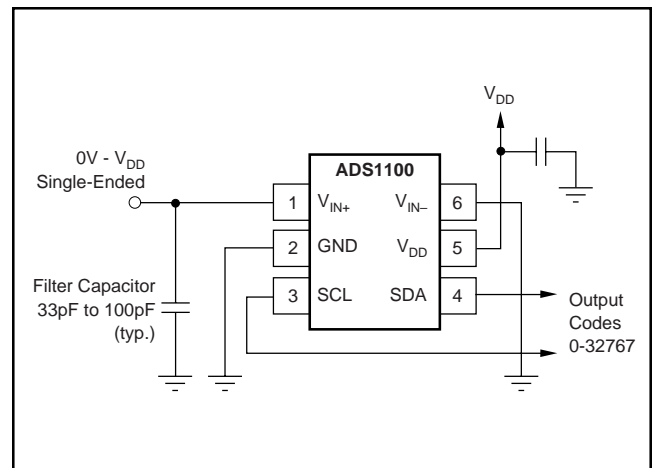 V_DD
0V - V_DD
Single-Ended
ADS1100
1 V_IN+ V_IN– 6
2 GND V_DD 5
3 SCL SDA 4
Filter Capacitor
33pF to 100pF
(typ.)
Output
Codes
0-32767